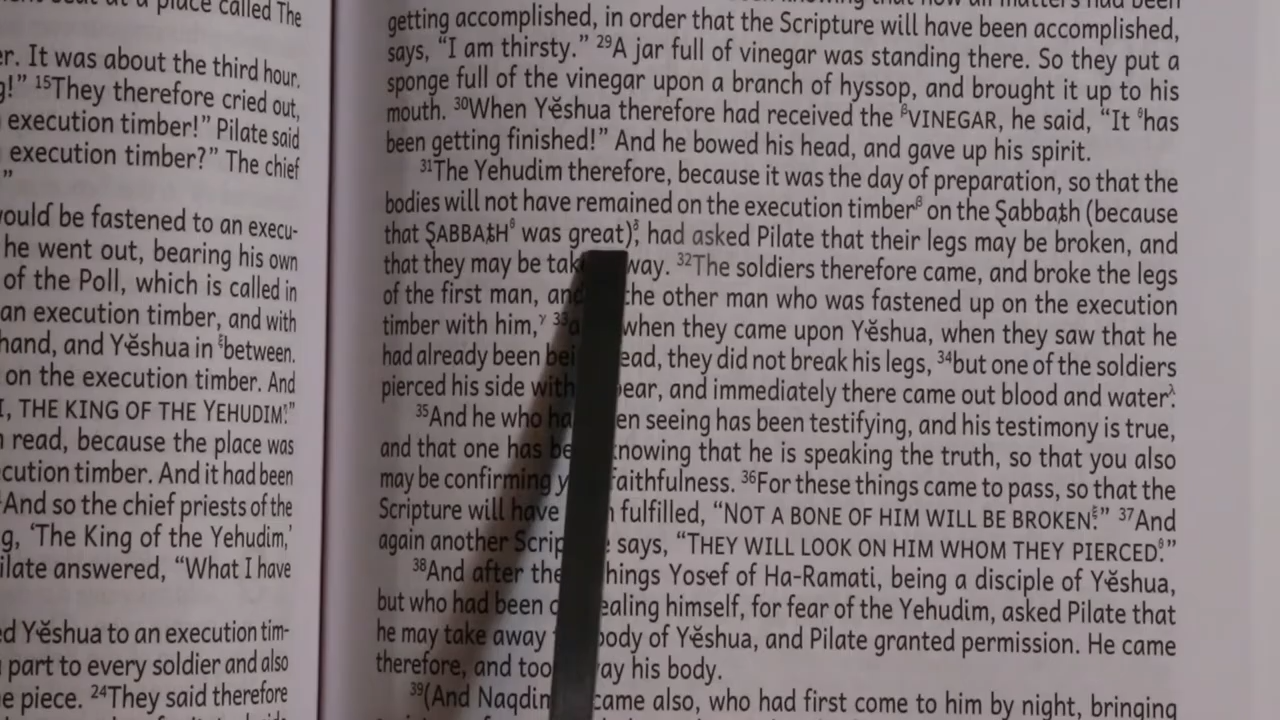 place called The
er. It was about the third hour.
g!” ¹⁵They therefore cried out,
execution timber!” Pilate said
execution timber?” The chief
”
would be fastened to an execu-
he went out, bearing his own
of the Poll, which is called in
an execution timber, and with
hand, and Yĕshua in ᶓbetween.
on the execution timber. And
I, THE KING OF THE YEHUDIM.”
read, because the place was
cution timber. And it had been
And so the chief priests of the
g, ‘The King of the Yehudim,’
ilate answered, “What I have
ed Yĕshua to an execution tim-
part to every soldier and also
e piece. ²⁴They said therefore
getting accomplished, in order that the Scripture will have been accomplished,
says, “I am thirsty.” ²⁹A jar full of vinegar was standing there. So they put a
sponge full of the vinegar upon a branch of hyssop, and brought it up to his
mouth. ³⁰When Yĕshua therefore had received the ᵝVINEGAR, he said, “It ᶿhas
been getting finished!” And he bowed his head, and gave up his spirit.
³¹The Yehudim therefore, because it was the day of preparation, so that the
bodies will not have remained on the execution timberᵝ on the Şabbaţh (because
that ŞABBAŢHᶿ was great), had asked Pilate that their legs may be broken, and
that they may be tak way. ³²The soldiers therefore came, and broke the legs
of the first man, and the other man who was fastened up on the execution
timber with him,ᵞ ³³a when they came upon Yĕshua, when they saw that he
had already been bei ead, they did not break his legs, ³⁴but one of the soldiers
pierced his side with pear, and immediately there came out blood and water.
³⁵And he who ha en seeing has been testifying, and his testimony is true,
and that one has be knowing that he is speaking the truth, so that you also
may be confirming y faithfulness. ³⁶For these things came to pass, so that the
Scripture will have n fulfilled, “NOT A BONE OF HIM WILL BE BROKEN.” ³⁷And
again another Scrip e says, “THEY WILL LOOK ON HIM WHOM THEY PIERCED.”
³⁸And after the hings Yosef of Ha-Ramati, being a disciple of Yĕshua,
but who had been c ealing himself, for fear of the Yehudim, asked Pilate that
he may take away body of Yĕshua, and Pilate granted permission. He came
therefore, and too ay his body.
³⁹(And Naqdim came also, who had first come to him by night, bringing